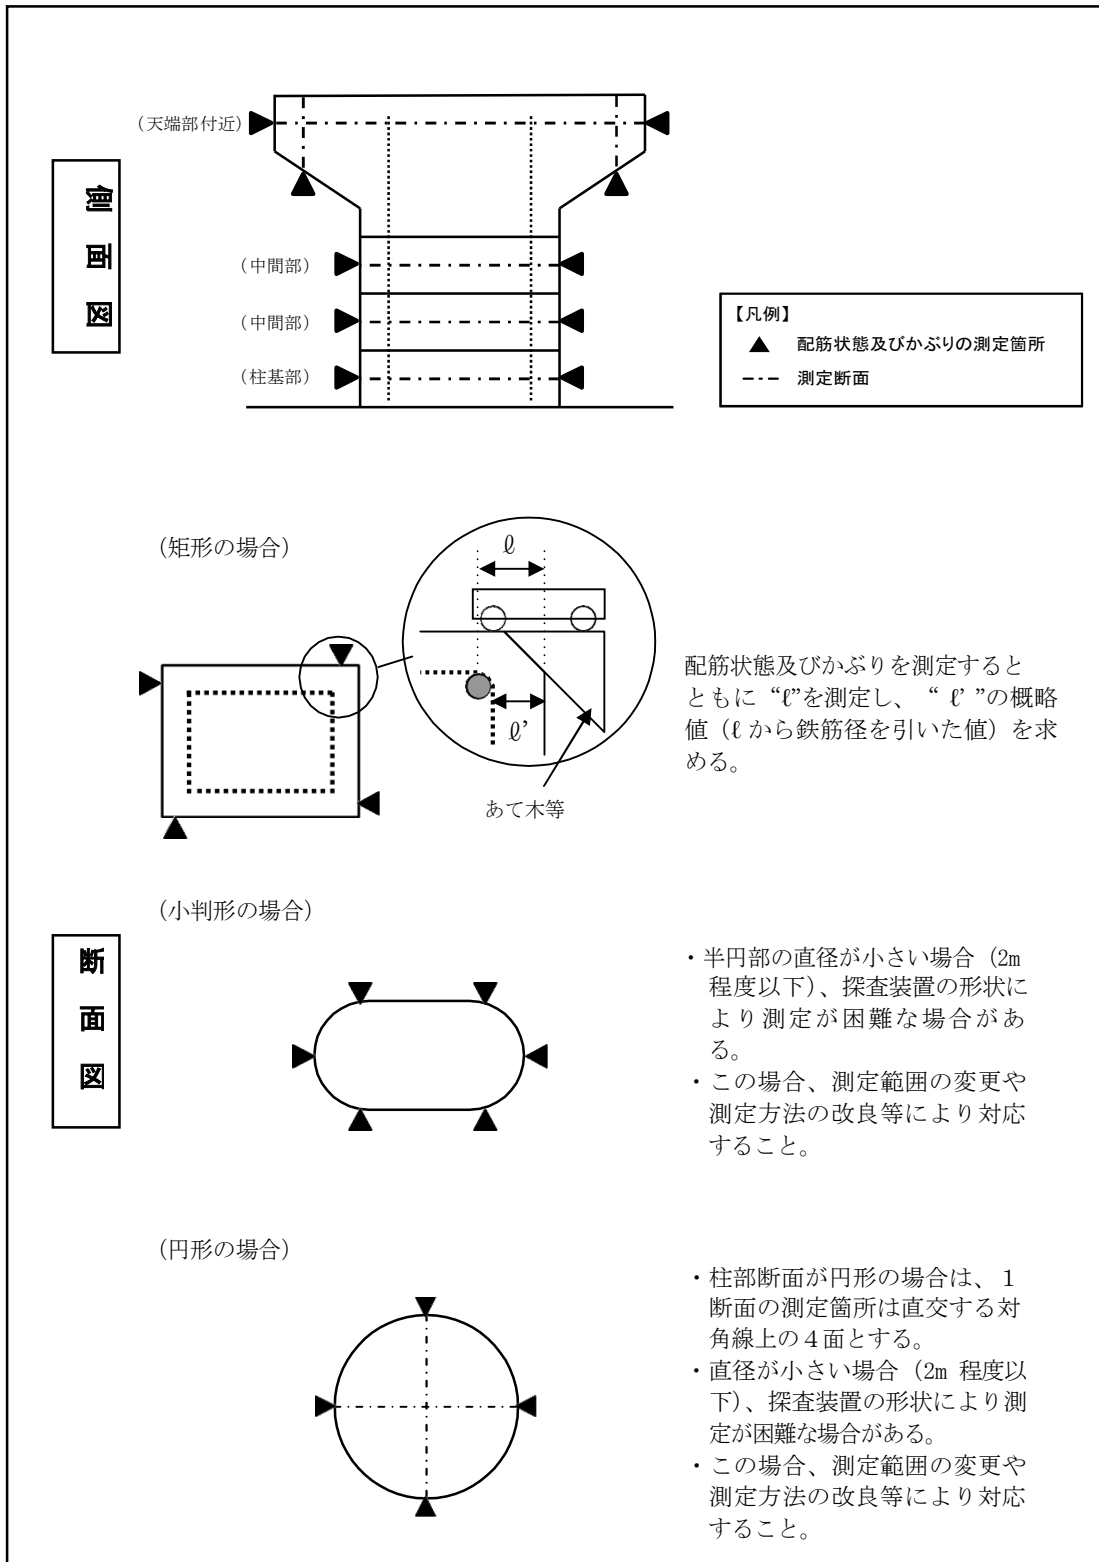 (天端部付近)
側面図
(中間部)
(中間部)
(柱基部)
【凡例】
▲ 配筋状態及びかぶりの測定箇所
測定断面
(矩形の場合)
ℓ
ℓ’
あて木等
配筋状態及びかぶりを測定すると
ともに “ℓ”を測定し、 “ ℓ’ ”の概略
値(ℓから鉄筋径を引いた値)を求
める。
断面図
(小判形の場合)
・半円部の直径が小さい場合(2m
程度以下)、探査装置の形状に
より測定が困難な場合があ
る。
・この場合、測定範囲の変更や
測定方法の改良等により対応
すること。
(円形の場合)
・柱部断面が円形の場合は、1
断面の測定箇所は直交する対
角線上の4面とする。
・直径が小さい場合(2m 程度以
下)、探査装置の形状により測
定が困難な場合がある。
・この場合、測定範囲の変更や
測定方法の改良等により対応
すること。